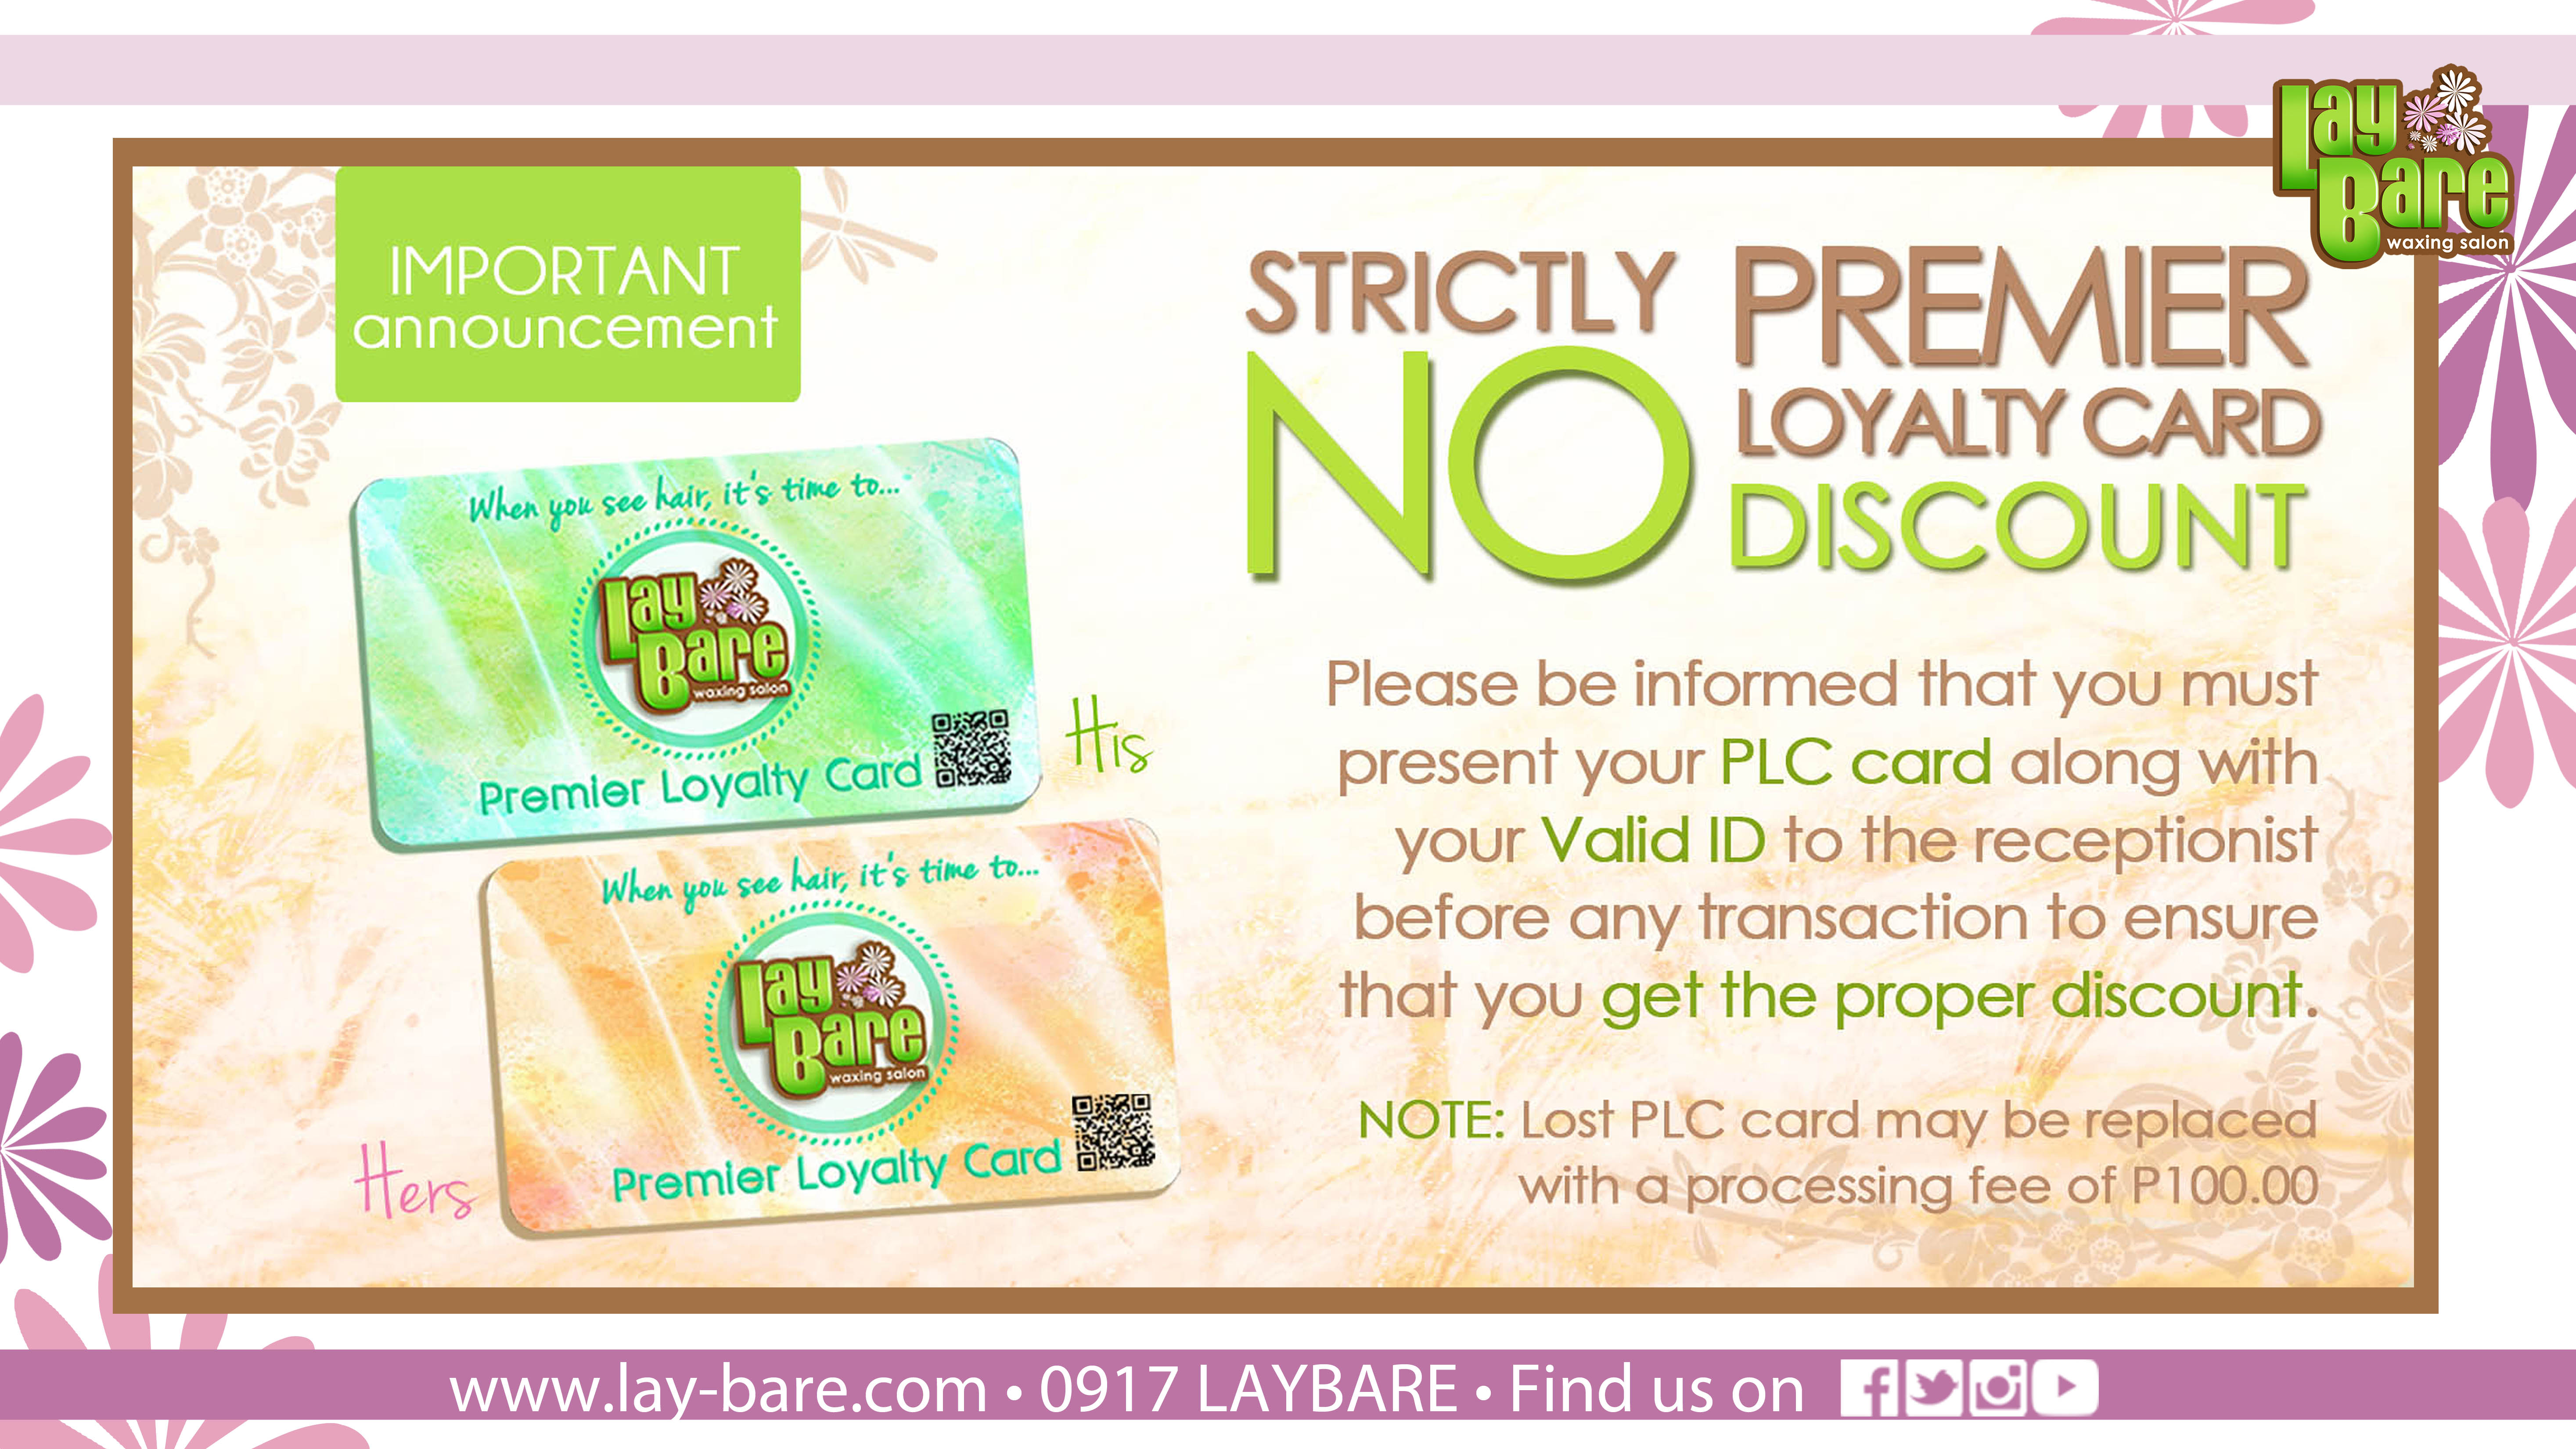 Lay
Bare
waxing salon
IMPORTANT
announcement
STRICTLY
NO
PREMIER
LOYALTY CARD
DISCOUNT
When you see hair, it's time to...
Lay
Bare
waxing salon
Premier Loyalty Card
His
When you see hair, it's time to...
Lay
Bare
waxing salon
Premier Loyalty Card
Hers
Please be informed that you must
present your PLC card along with
your Valid ID to the receptionist
before any transaction to ensure
that you get the proper discount.
NOTE: Lost PLC card may be replaced
with a processing fee of P100.00
www.lay-bare.com • 0917 LAYBARE • Find us on